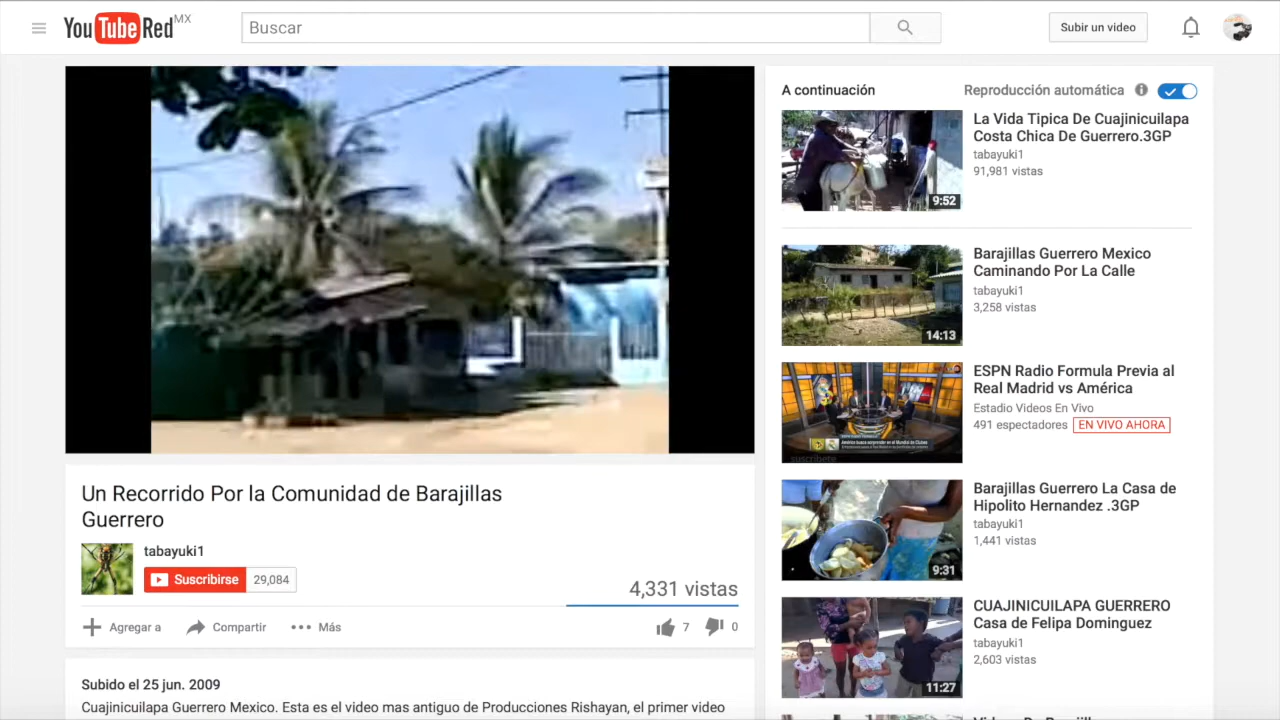 YouTube Red MX
Buscar
Subir un video
A continuación
Reproducción automática
La Vida Tipica De Cuajinicuilapa
Costa Chica De Guerrero.3GP
tabayuki1
91,981 vistas
9:52
Barajillas Guerrero Mexico
Caminando Por La Calle
tabayuki1
3,258 vistas
14:13
ESPN Radio Formula Previa al
Real Madrid vs América
Estadio Videos En Vivo
491 espectadores EN VIVO AHORA
suscribete
Barajillas Guerrero La Casa de
Hipolito Hernandez .3GP
tabayuki1
1,441 vistas
9:31
CUAJINICUILAPA GUERRERO
Casa de Felipa Dominguez
tabayuki1
2,603 vistas
11:27
Un Recorrido Por la Comunidad de Barajillas
Guerrero
tabayuki1
Suscribirse 29,084
4,331 vistas
Agregar a Compartir Más 7 0
Subido el 25 jun. 2009
Cuajinicuilapa Guerrero Mexico. Esta es el video mas antiguo de Producciones Rishayan, el primer video